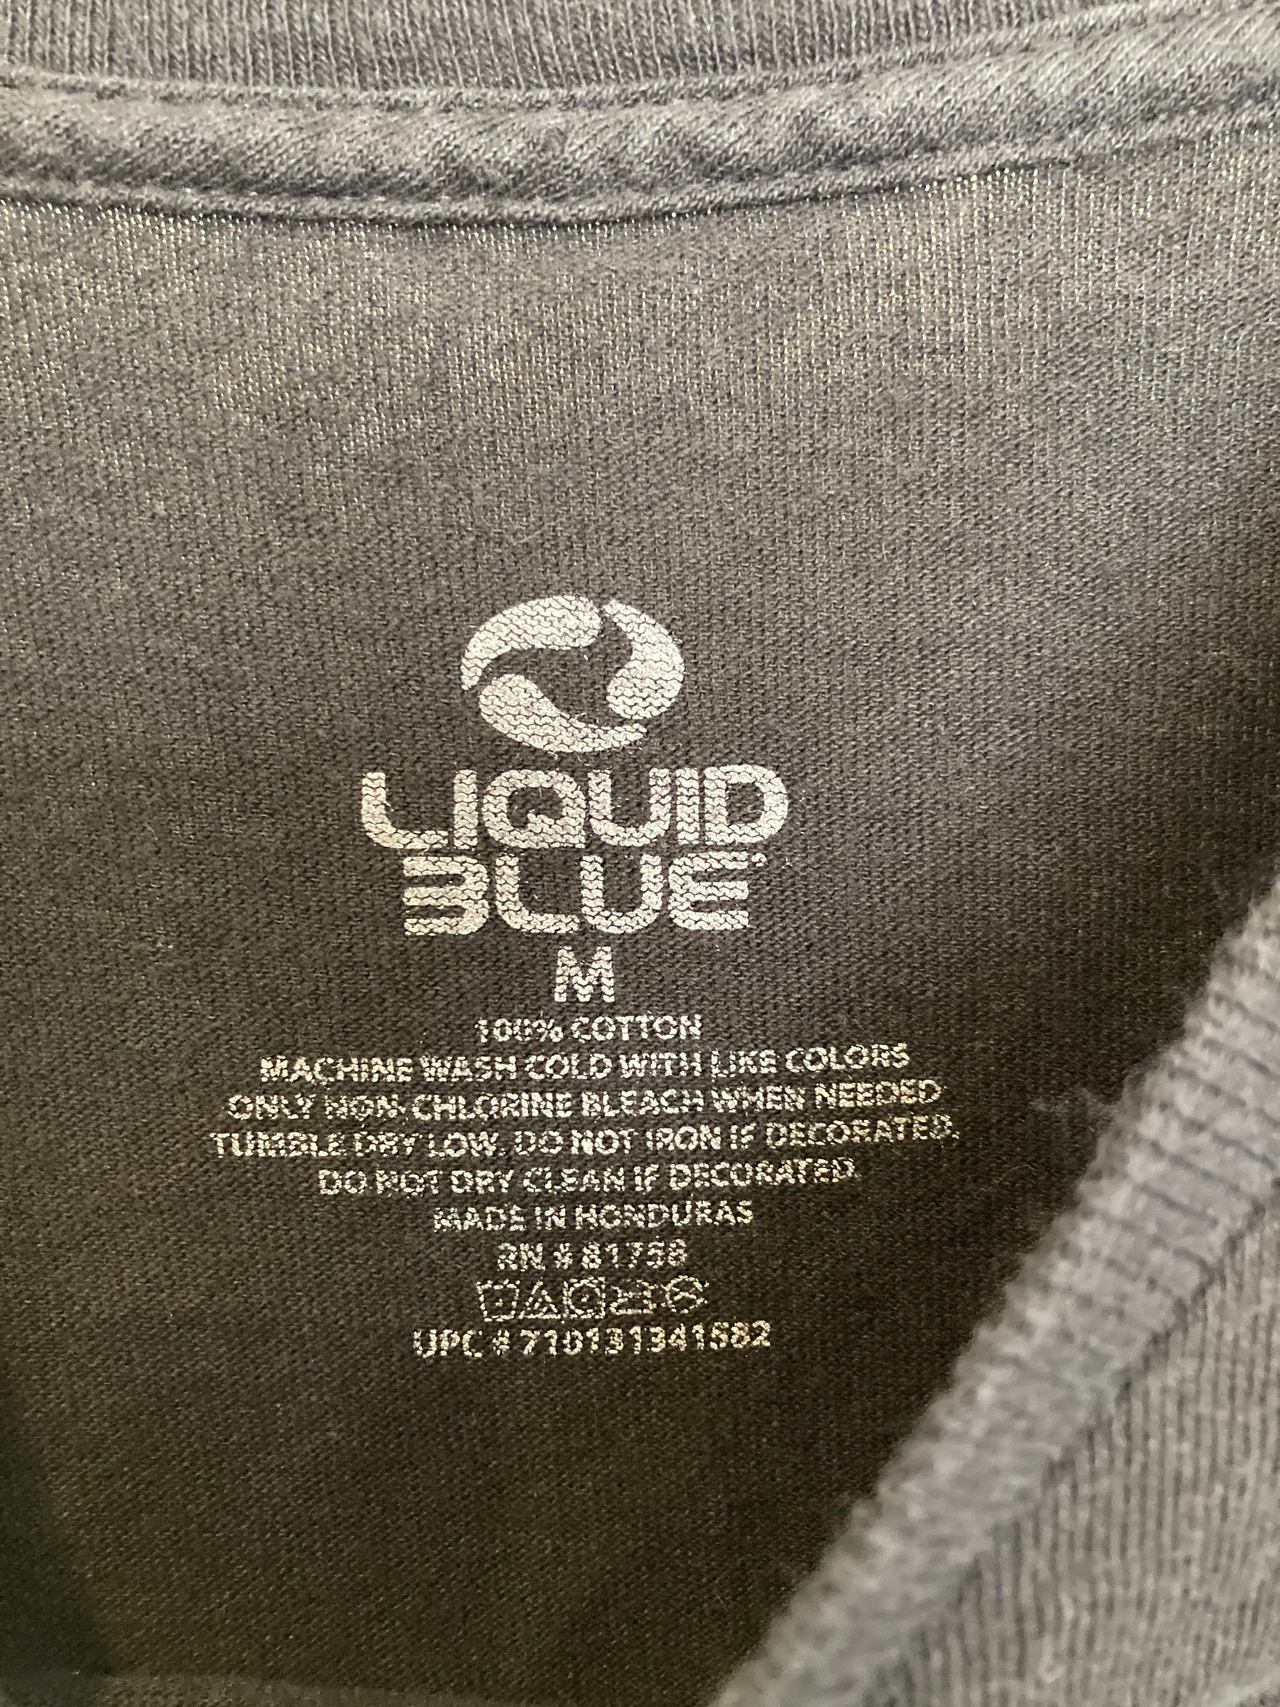 LIQUID
BLUE®
M
100% COTTON
MACHINE WASH COLD WITH LIKE COLORS
ONLY NON-CHLORINE BLEACH WHEN NEEDED
TUMBLE DRY LOW. DO NOT IRON IF DECORATED.
DO NOT DRY CLEAN IF DECORATED.
MADE IN HONDURAS
RN # 81758
UPC # 710131341582